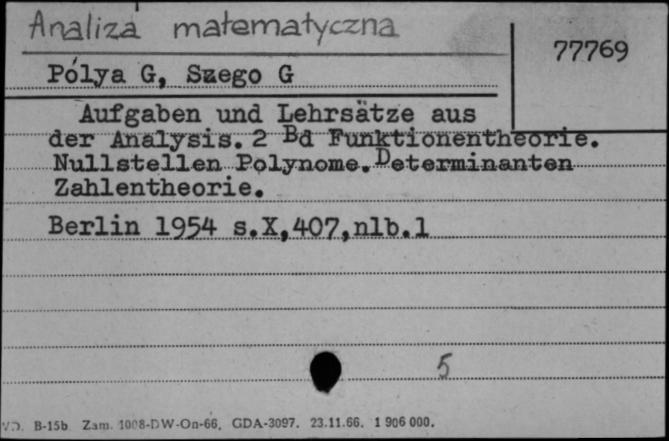 Analiza matematyczna
77769
Pólya G, Szego G
Aufgaben und Lehrsätze aus
der Analysis. 2 Bd Funktionentheorie.
Nullstellen Polynome. Determinanten
Zahlentheorie.
Berlin 1954 s.X,407,nlb.1
5
B-15b Zam. 1008-DW-On-66. GDA-3097. 23.11.66. 1 906 000.